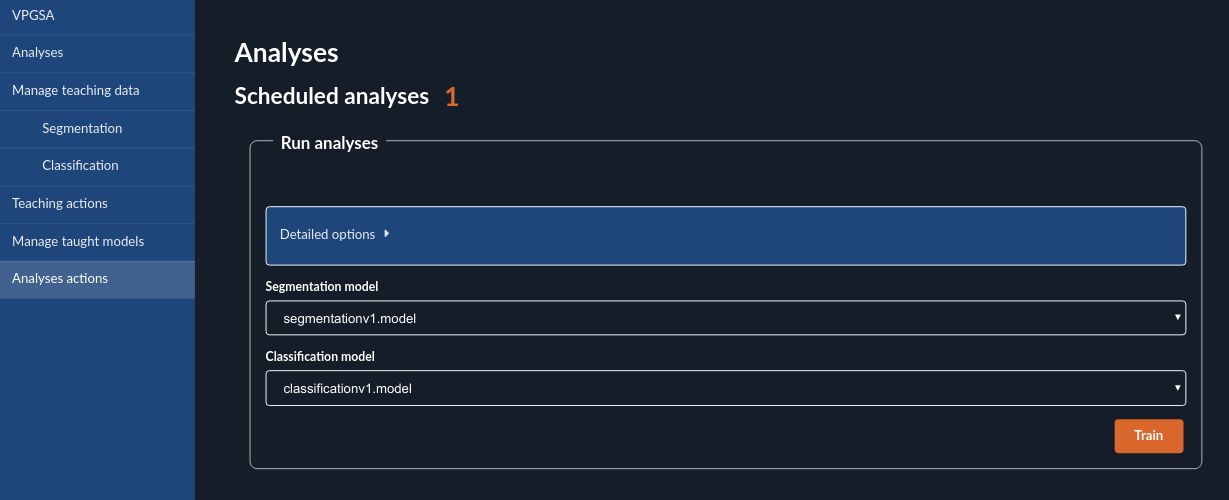 VPGSA
Analyses
Manage teaching data
Segmentation
Classification
Teaching actions
Manage taught models
Analyses actions
Analyses
Scheduled analyses 1
Run analyses
Detailed options
Segmentation model
segmentationv1.model
Classification model
classificationv1.model
Train